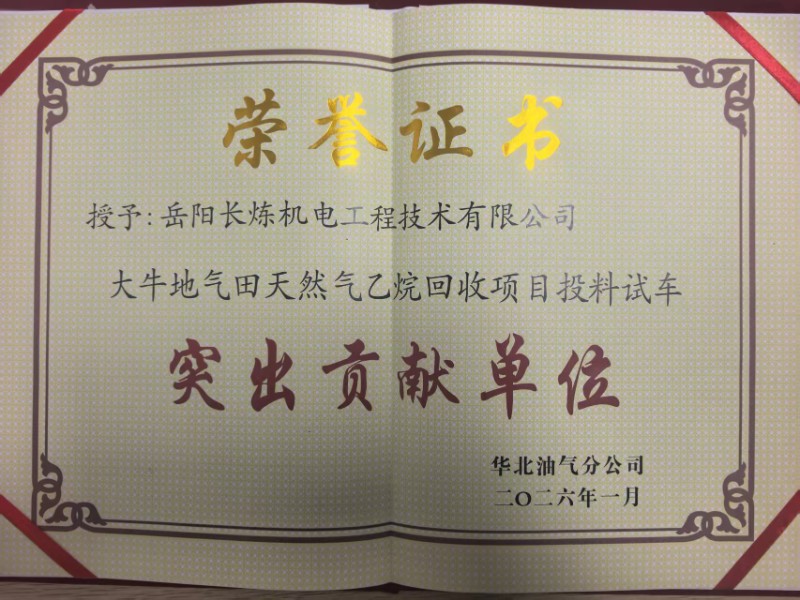 荣誉证书
授予：岳阳长炼机电工程技术有限公司
大牛地气田天然气乙烷回收项目投料试车
突出贡献单位
华北油气分公司
二〇二六年一月